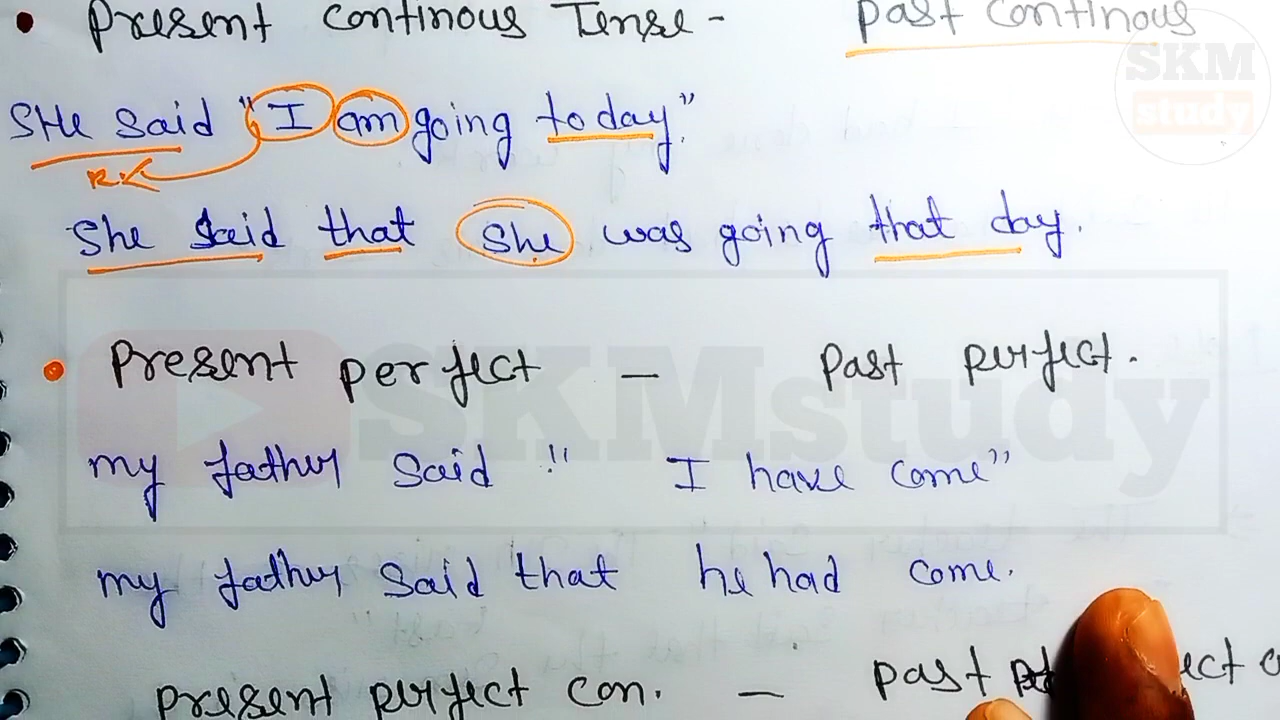 • Present Continous Tense - Past Continous
SHe said "I am going today"
She said that she was going that day.
• Present perfect – Past perfect.
my father said !! I have come"
my father said that he had come.
present perfect con. – past
SKM study
SKMstudy